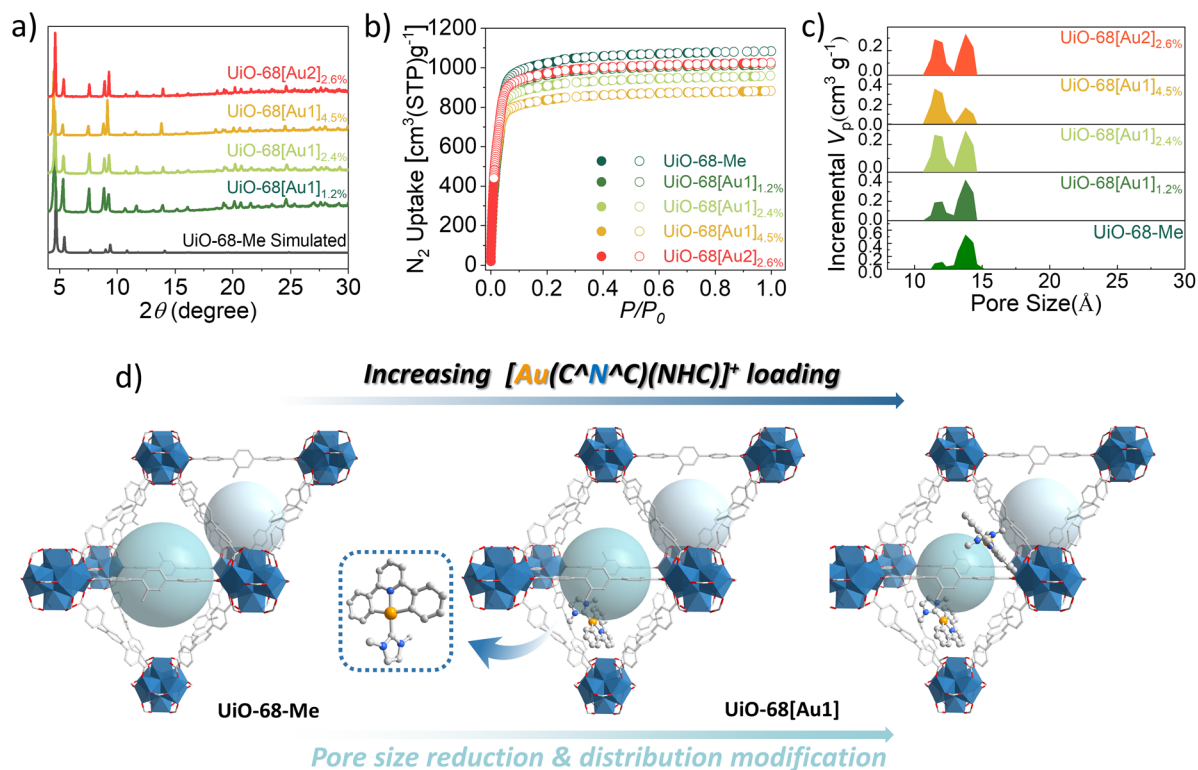 a)
UiO-68[Au2]2.6%
UiO-68[Au1]4.5%
UiO-68[Au1]2.4%
UiO-68[Au1]1.2%
UiO-68-Me Simulated
5 10 15 20 25 30
2θ (degree)
b)
N2 Uptake [cm3(STP)g-1]
1200
1000
800
600
400
200
0
UiO-68-Me
UiO-68[Au1]1.2%
UiO-68[Au1]2.4%
UiO-68[Au1]4.5%
UiO-68[Au2]2.6%
0.0 0.2 0.4 0.6 0.8 1.0
P/P0
c)
Incremental Vp(cm3 g-1)
0.2
0.0
UiO-68[Au2]2.6%
0.4
0.2
0.0
UiO-68[Au1]4.5%
0.2
0.0
UiO-68[Au1]2.4%
0.4
0.2
0.0
UiO-68[Au1]1.2%
0.6
0.4
0.2
0.0
UiO-68-Me
10 15 20 25 30
Pore Size(Å)
d)
Increasing [Au(C^N^C)(NHC)]+ loading
UiO-68-Me
UiO-68[Au1]
Pore size reduction & distribution modification